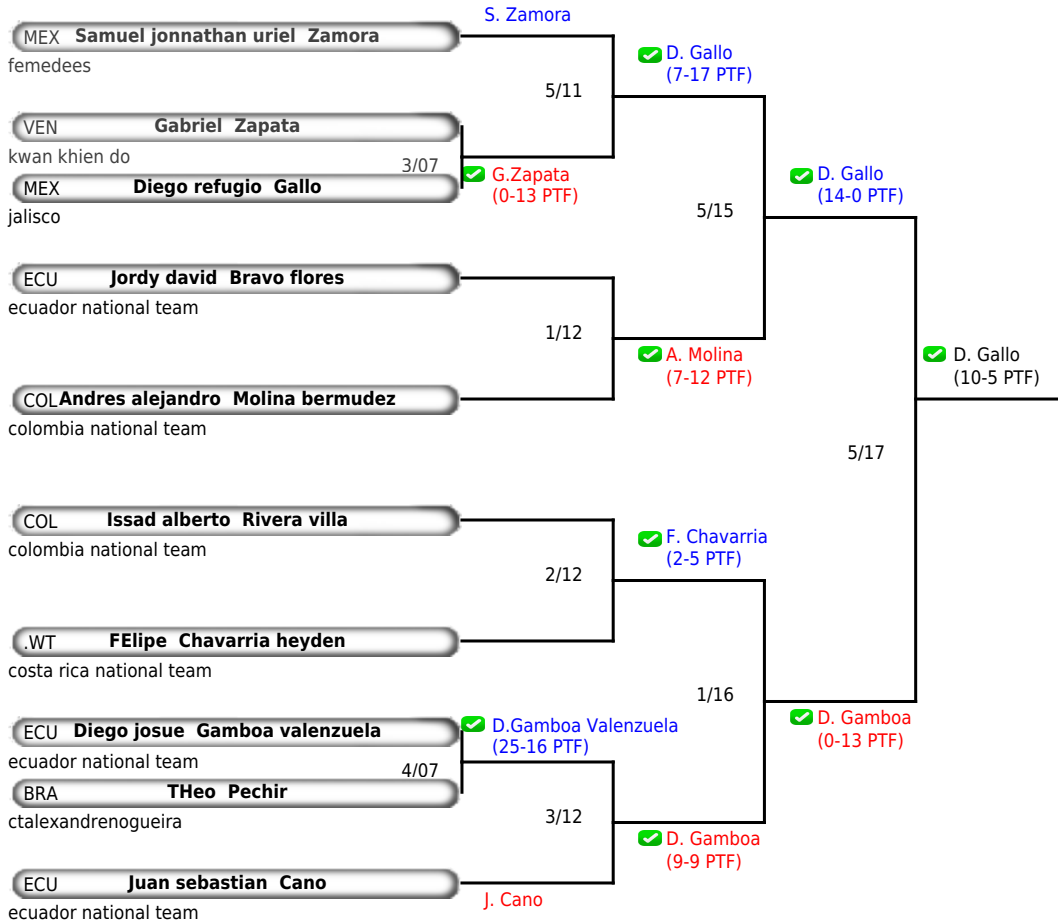 S. Zamora
MEX Samuel jonnathan uriel Zamora
femedees
D. Gallo
(7-17 PTF)
5/11
VEN Gabriel Zapata
kwan khien do
3/07
G.Zapata
(0-13 PTF)
MEX Diego refugio Gallo
jalisco
D. Gallo
(14-0 PTF)
5/15
ECU Jordy david Bravo flores
ecuador national team
1/12
A. Molina
(7-12 PTF)
D. Gallo
(10-5 PTF)
COL Andres alejandro Molina bermudez
colombia national team
5/17
COL Issad alberto Rivera villa
colombia national team
F. Chavarria
(2-5 PTF)
2/12
.WT FElipe Chavarria heyden
costa rica national team
1/16
D. Gamboa
(0-13 PTF)
ECU Diego josue Gamboa valenzuela
ecuador national team
D.Gamboa Valenzuela
(25-16 PTF)
4/07
BRA THeo Pechir
ctalexandrenogueira
3/12
D. Gamboa
(9-9 PTF)
ECU Juan sebastian Cano
ecuador national team
J. Cano